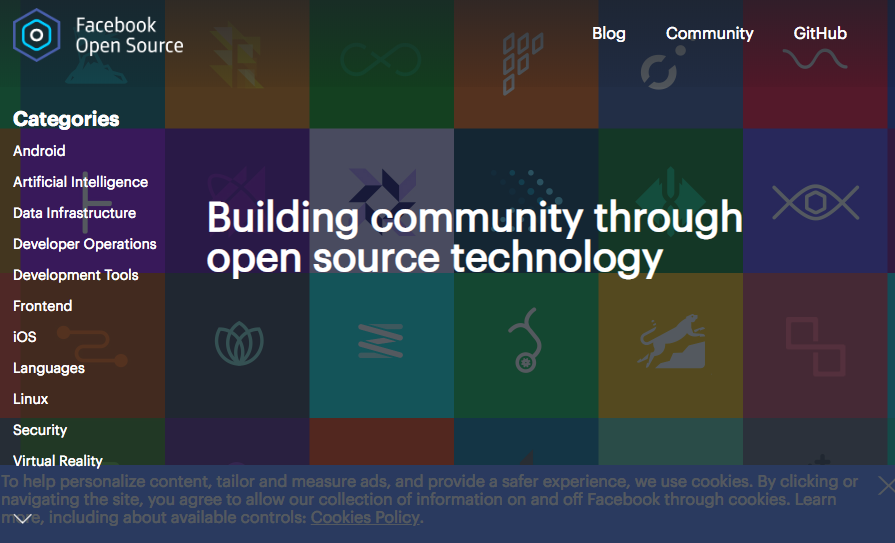 Facebook
Open Source
Blog
Community
GitHub
Categories
Android
Artificial Intelligence
Data Infrastructure
Developer Operations
Development Tools
Frontend
iOS
Languages
Linux
Security
Virtual Reality
Building community through
open source technology
To help personalize content, tailor and measure ads, and provide a safer experience, we use cookies. By clicking or
navigating the site, you agree to allow our collection of information on and off Facebook through cookies. Learn
more, including about available controls: Cookies Policy.